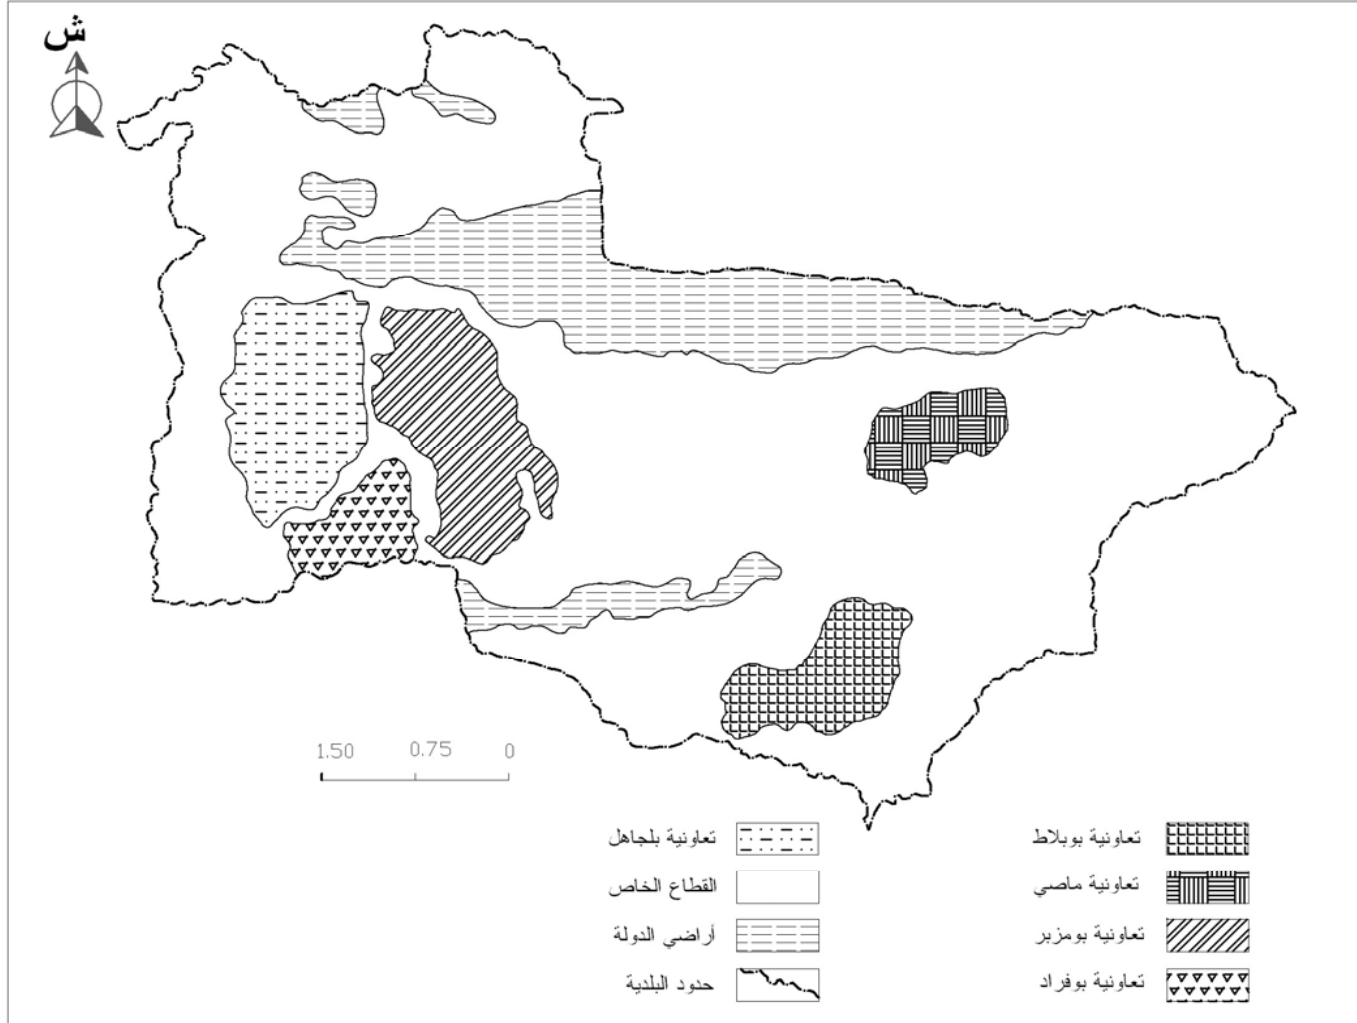 ش
1.50 0.75 0
تعاونية بوبلاط
تعاونية ماصي
تعاونية بومزبر
تعاونية بوفراد
تعاونية بلجاهل
القطاع الخاص
أراضي الدولة
حدود البلدية